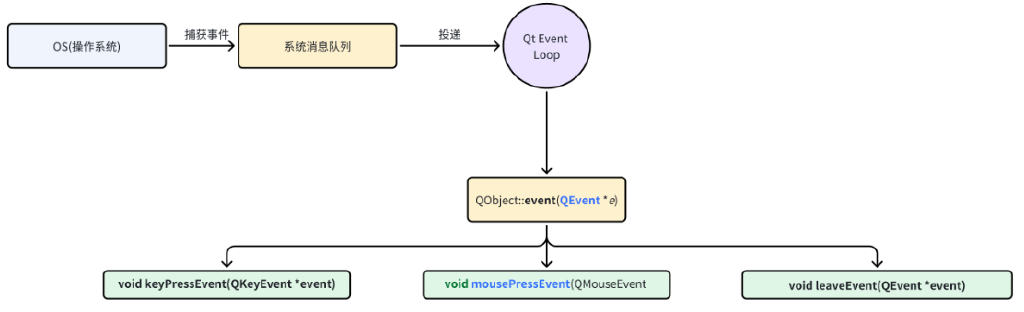 OS(操作系统)
捕获事件
系统消息队列
投递
Qt Event
Loop
QObject::event(QEvent *e)
void keyPressEvent(QKeyEvent *event)
void mousePressEvent(QMouseEvent
void leaveEvent(QEvent *event)